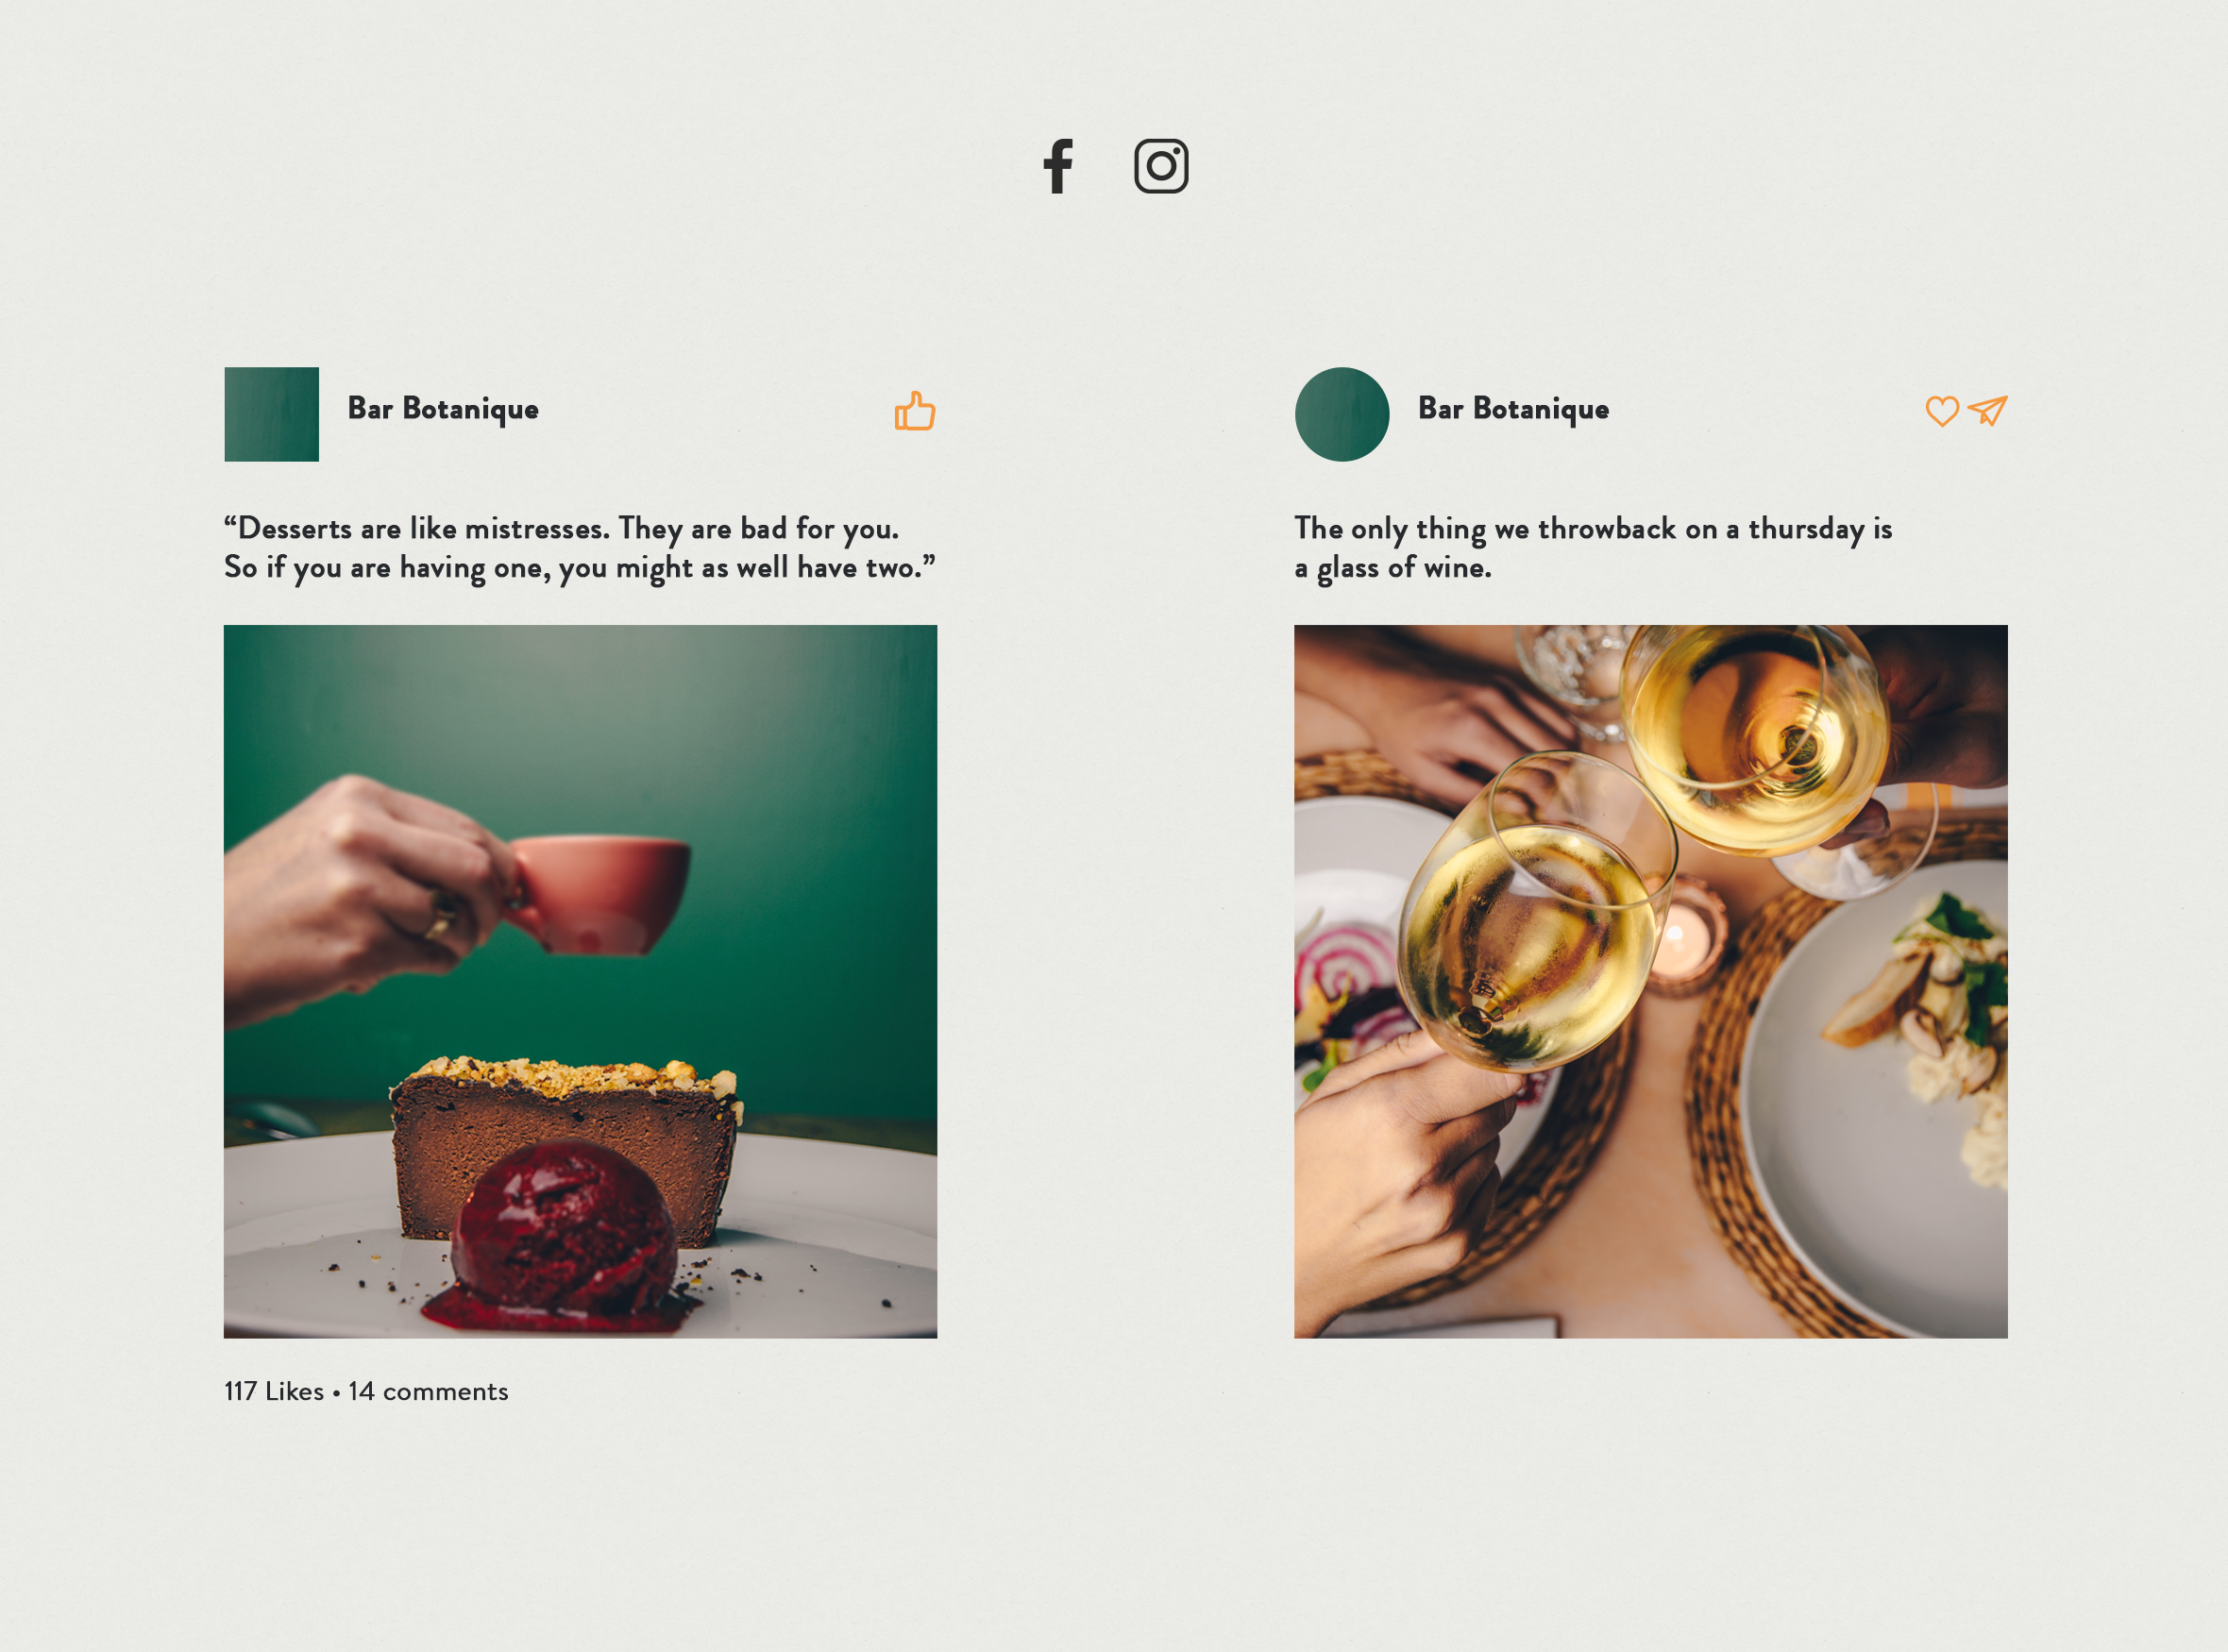 Bar Botanique
“Desserts are like mistresses. They are bad for you.
So if you are having one, you might as well have two.”
117 Likes • 14 comments
Bar Botanique
The only thing we throwback on a thursday is
a glass of wine.